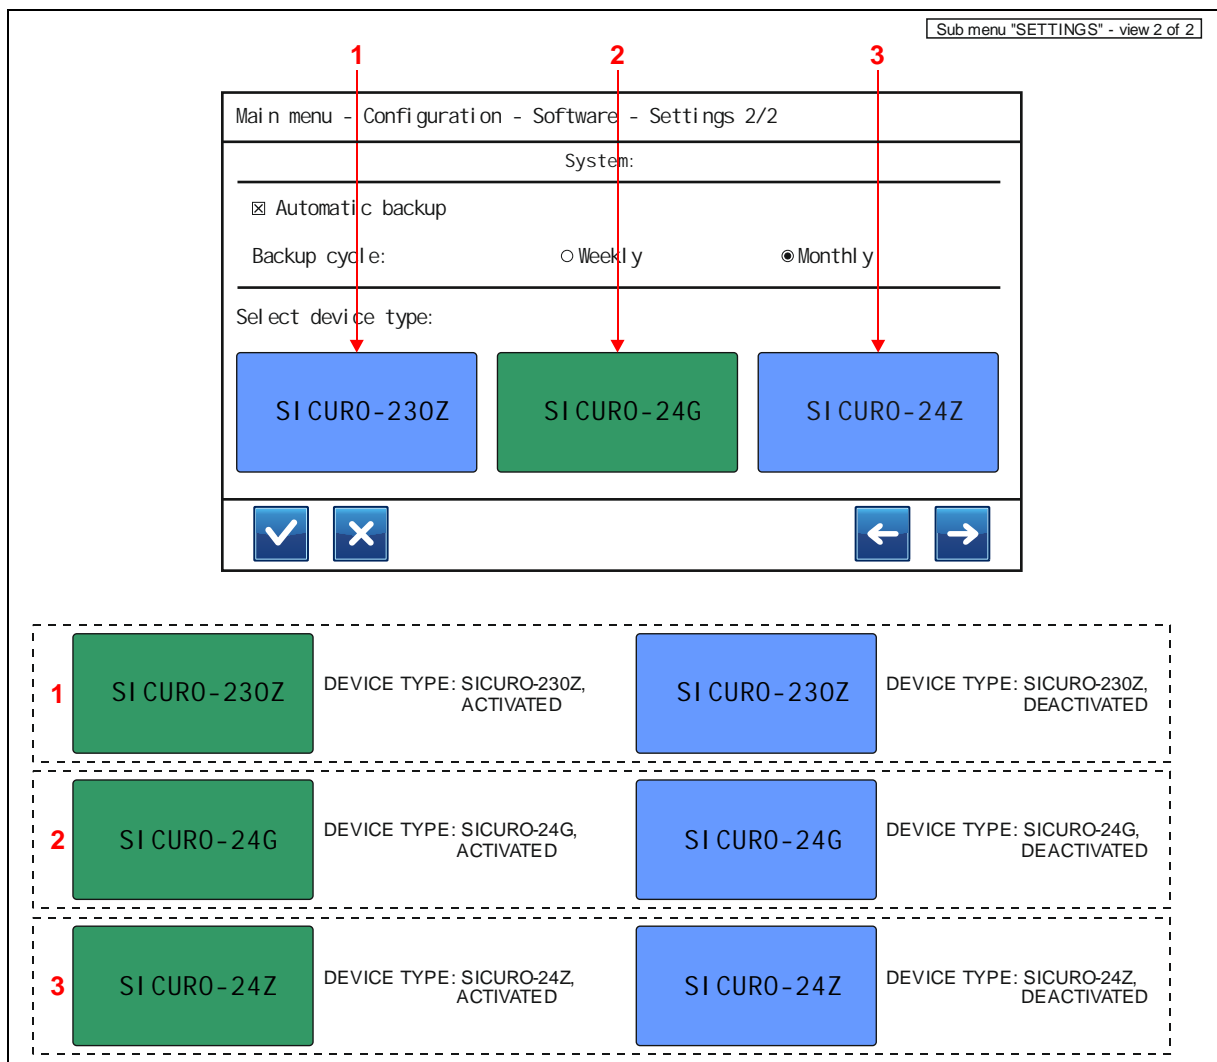 Sub menu "SETTINGS" - view 2 of 2
1 2 3
Main menu - Configuration - Software - Settings 2/2
System:
Automatic backup
Backup cycle: Weekly Monthly
Select device type:
SICURO-230Z SICURO-24G SICURO-24Z
1 SICURO-230Z DEVICE TYPE: SICURO-230Z, ACTIVATED SICURO-230Z DEVICE TYPE: SICURO-230Z, DEACTIVATED
2 SICURO-24G DEVICE TYPE: SICURO-24G, ACTIVATED SICURO-24G DEVICE TYPE: SICURO-24G, DEACTIVATED
3 SICURO-24Z DEVICE TYPE: SICURO-24Z, ACTIVATED SICURO-24Z DEVICE TYPE: SICURO-24Z, DEACTIVATED